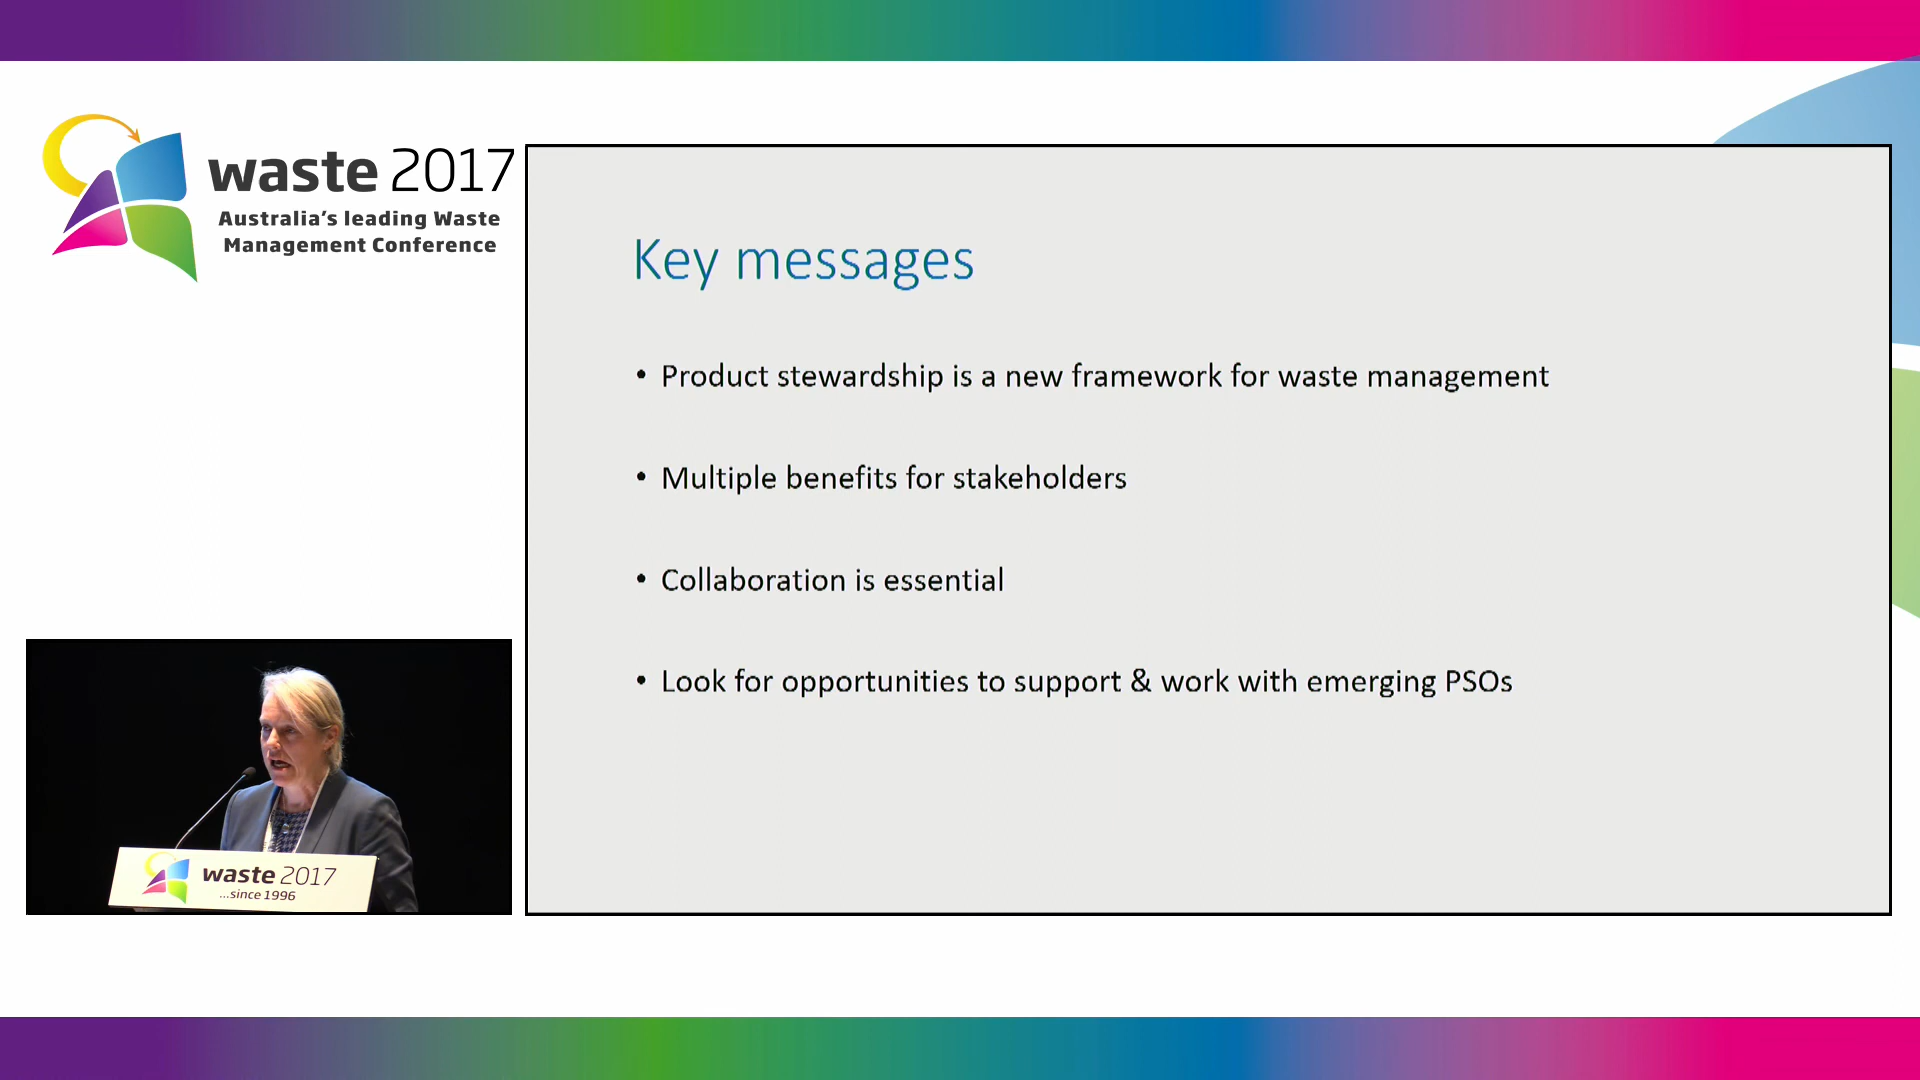 waste 2017
Australia's leading Waste
Management Conference
Key messages
• Product stewardship is a new framework for waste management
• Multiple benefits for stakeholders
• Collaboration is essential
• Look for opportunities to support & work with emerging PSOs
waste 2017
...since 1996